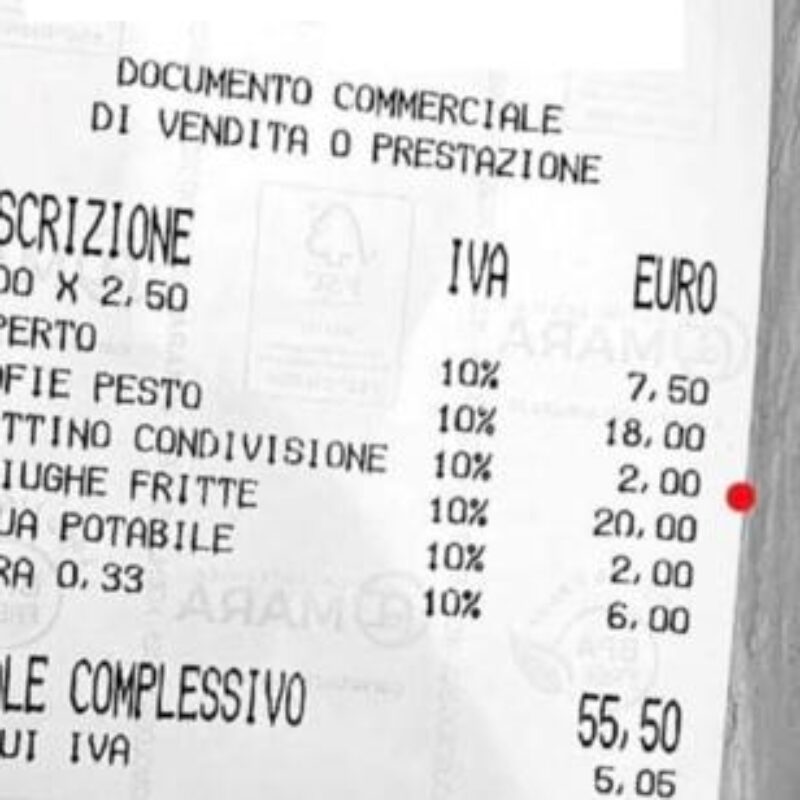 DOCUMENTO COMMERCIALE
DI VENDITA O PRESTAZIONE
SCRIZIONE IVA EURO
00 X 2,50
PERTO 10% 7,50
OFIE PESTO 10% 18,00
TTINO CONDIVISIONE 10% 2,00
IUGHE FRITTE 10% 20,00
UA POTABILE 10% 2,00
RA 0.33 10% 6,00
LE COMPLESSIVO 55,50
UI IVA 5,05